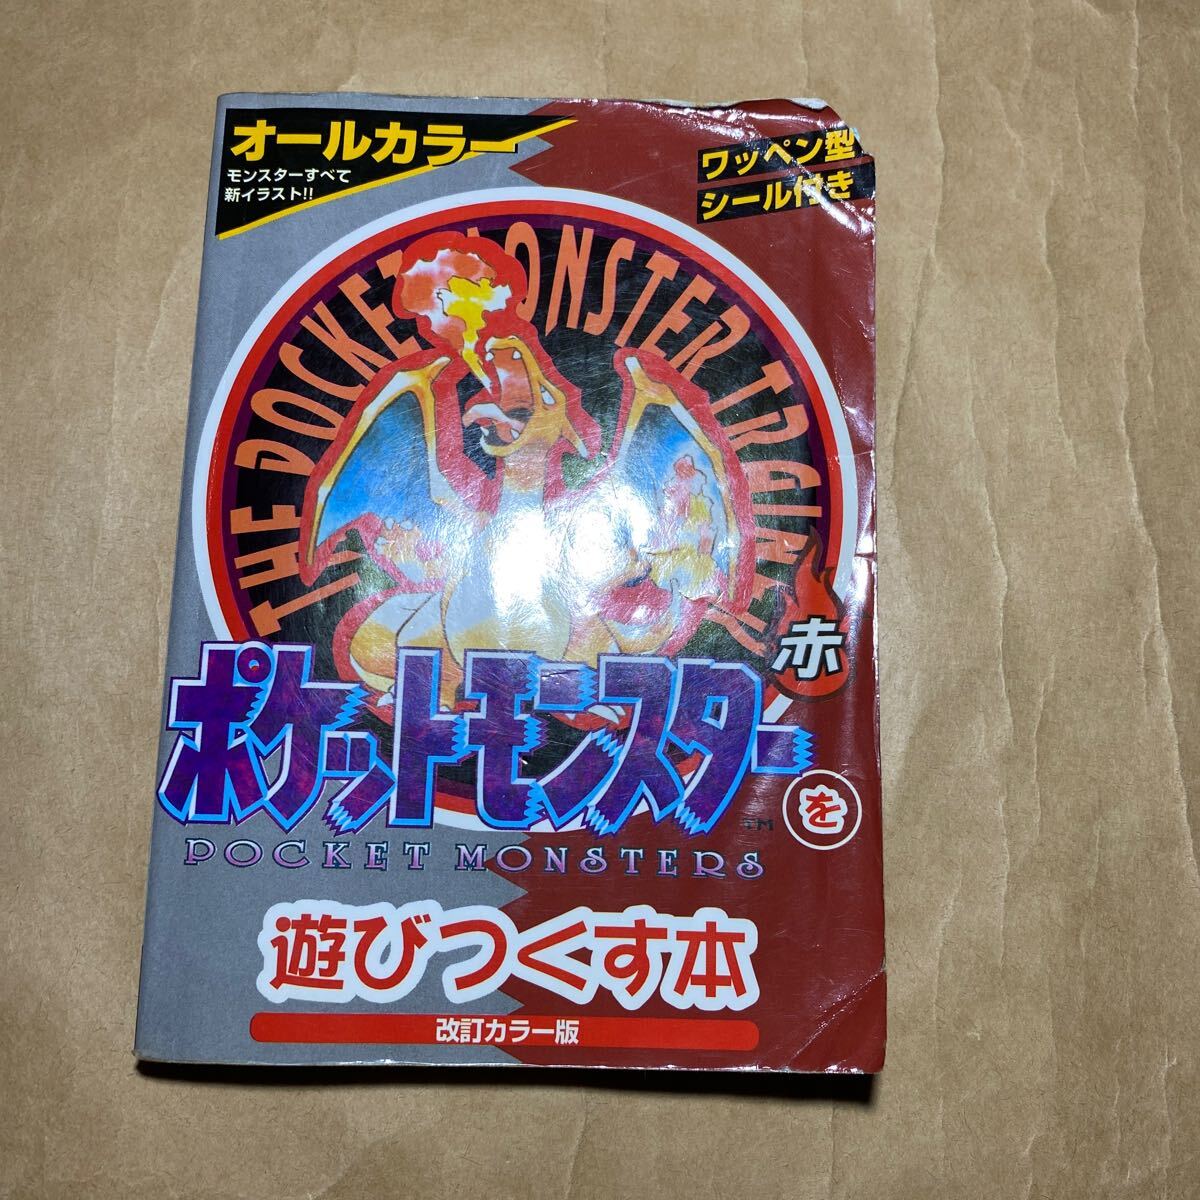 オールカラー
モンスターすべて
新イラスト!!
ワッペン型
シール付き
THE POCKET MONSTER TRAINER
赤
ポケットモンスター
TM
を
POCKET MONSTERS
遊びつくす本
改訂カラー版